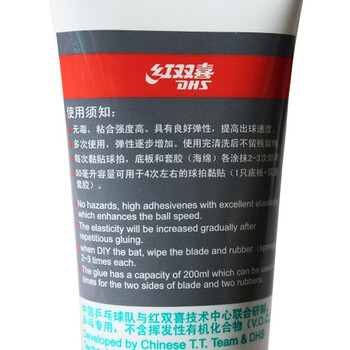 红双喜
DHS
使用须知:
无毒,粘合强度高。具有良好弹性,提高出球速度。
多次使用,弹性逐步增加。使用完清洗后不留残
每次黏贴球拍,底板和套胶(海绵)各涂抹2-3次
50毫升容量可用于4次左右的球拍黏贴(1只底板+双
套胶)
No hazards, high adhesivenes with excellent elastic
which enhances the ball speed.
The elasticity will be increased gradually after
repetitious gluing.
when DIY the bat, wipe the blade and rubber (spon
2-3 times each.
The glue has a capacity of 200ml which can be used
times for the two sides of blade and two rubbers.
中国乒乓球队与红双喜技术中心联合研制
乒乓专用,不含挥发性有机化合物(V.O.C
Developed by Chinese T.T. Team & DHS